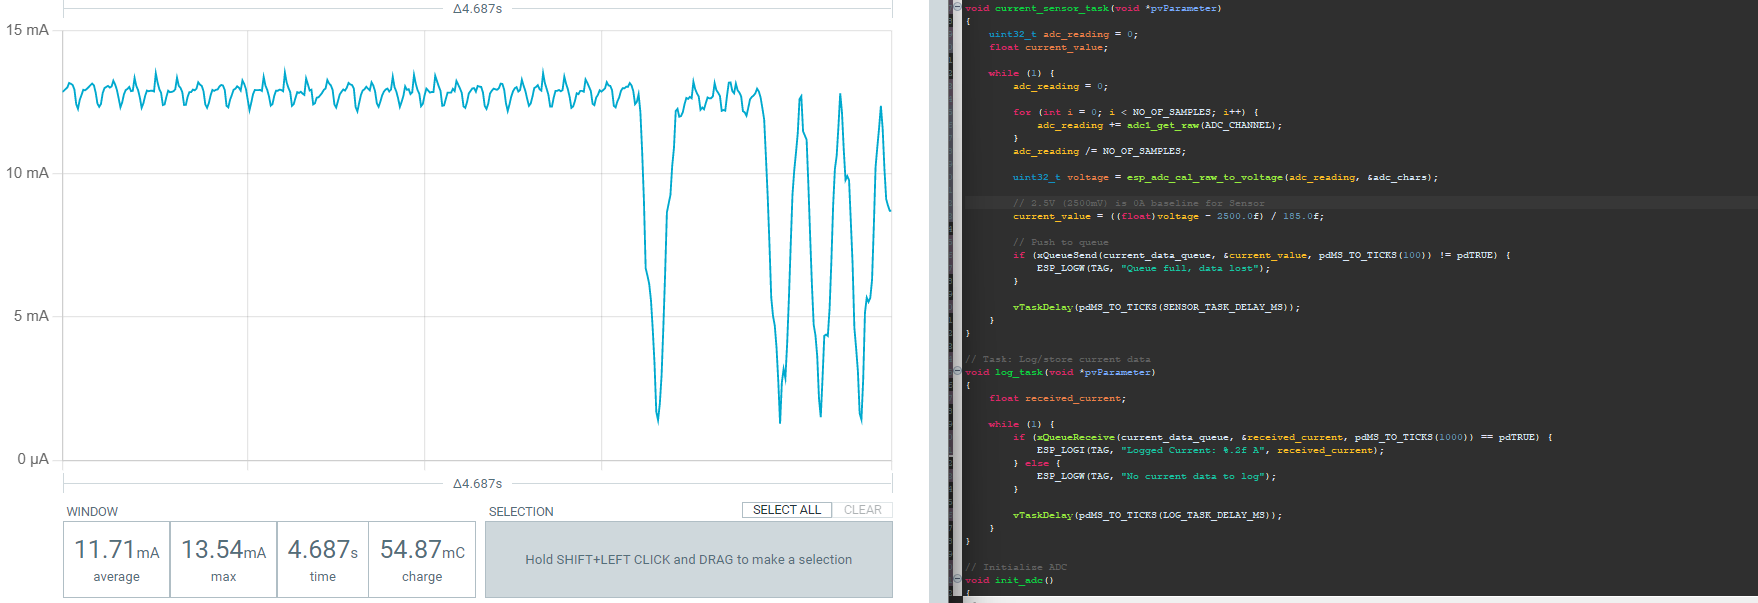 Δ4.687s
15 mA
10 mA
5 mA
0 µA
Δ4.687s
WINDOW
11.71mA
average
13.54mA
max
4.687s
time
54.87mC
charge
SELECTION
SELECT ALL
CLEAR
Hold SHIFT+LEFT CLICK and DRAG to make a selection
void current_sensor_task(void *pvParameter)
{
uint32_t adc_reading = 0;
float current_value;
while (1) {
adc_reading = 0;
for (int i = 0; i < NO_OF_SAMPLES; i++) {
adc_reading += adc1_get_raw(ADC_CHANNEL);
}
adc_reading /= NO_OF_SAMPLES;
uint32_t voltage = esp_adc_cal_raw_to_voltage(adc_reading, &adc_chars);
// 2.5V (2500mV) is 0A baseline for Sensor
current_value = ((float)voltage - 2500.0f) / 185.0f;
// Push to queue
if (xQueueSend(current_data_queue, &current_value, pdMS_TO_TICKS(100)) != pdTRUE) {
ESP_LOGW(TAG, "Queue full, data lost");
}
vTaskDelay(pdMS_TO_TICKS(SENSOR_TASK_DELAY_MS));
}
}
// Task: Log/store current data
void log_task(void *pvParameter)
{
float received_current;
while (1) {
if (xQueueReceive(current_data_queue, &received_current, pdMS_TO_TICKS(1000)) == pdTRUE) {
ESP_LOGI(TAG, "Logged Current: %.2f A", received_current);
} else {
ESP_LOGW(TAG, "No current data to log");
}
vTaskDelay(pdMS_TO_TICKS(LOG_TASK_DELAY_MS));
}
}
// Initialise ADC
void init_adc()
{